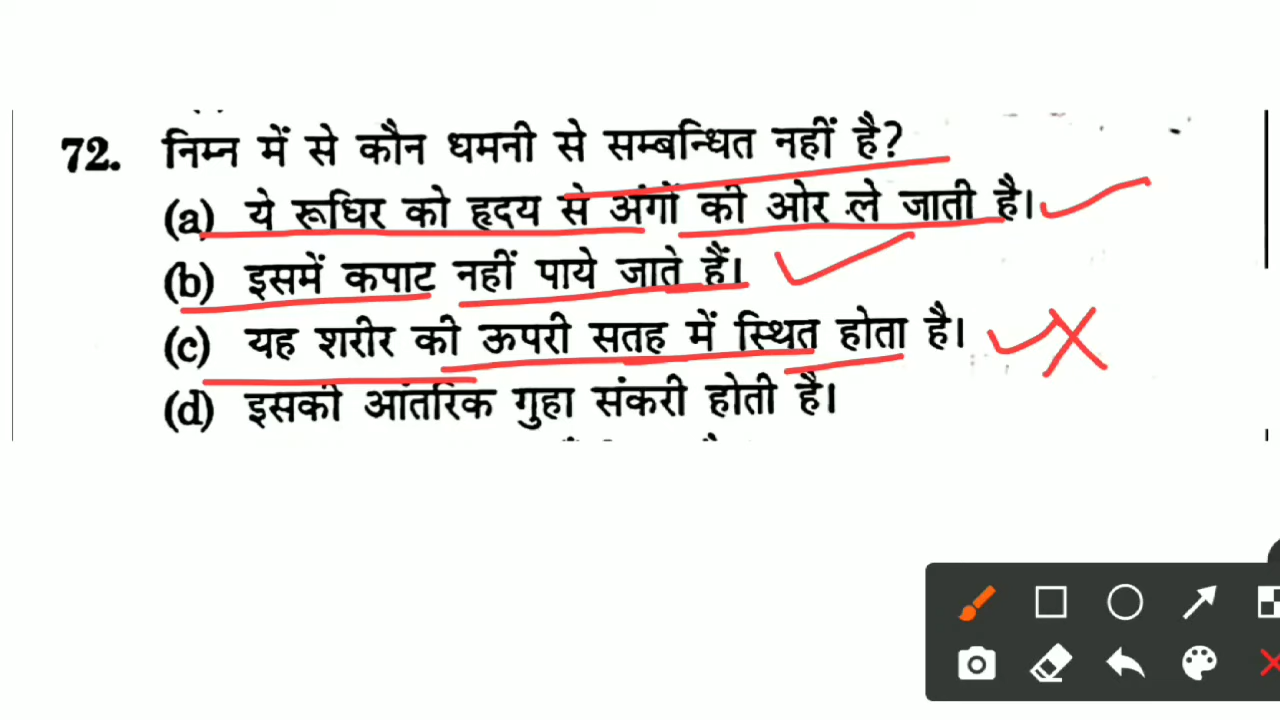 72. निम्न में से कौन धमनी से सम्बन्धित नहीं है?
(a) ये रूधिर को हृदय से अंगों की ओर ले जाती है।
(b) इसमें कपाट नहीं पाये जाते हैं।
(c) यह शरीर की ऊपरी सतह में स्थित होता है।
(d) इसकी आंतरिक गुहा संकरी होती है।